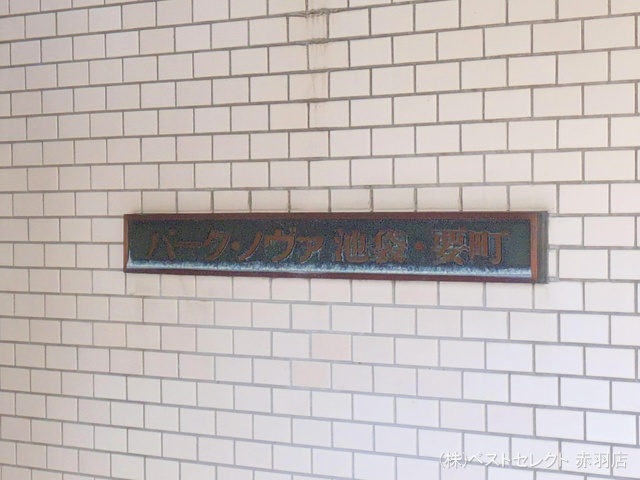 パーク・ノヴァ池袋・要町
(株)ベストセレクト 赤羽店